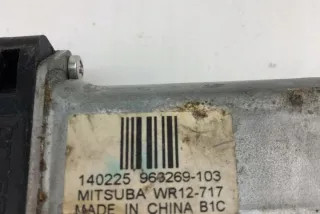 140225 963269-103
MITSUBA WR12-717
MADE IN CHINA B1C